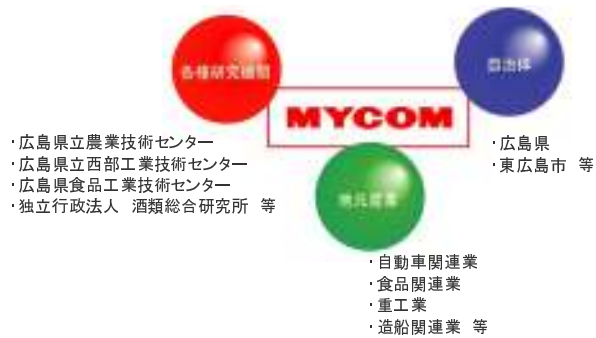 各種研究機関
自治体
MYCOM
・広島県立農業技術センター
・広島県立西部工業技術センター
・広島県食品工業技術センター
・独立行政法人　酒類総合研究所　等
・広島県
・東広島市　等
地元産業
・自動車関連業
・食品関連業
・重工業
・造船関連業　等